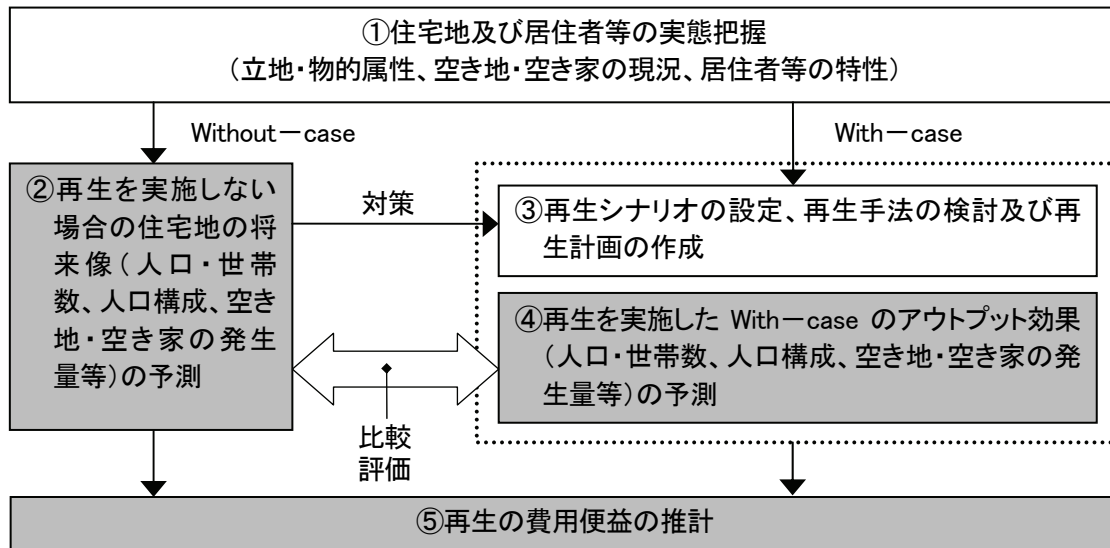 ①住宅地及び居住者等の実態把握
（立地・物的属性、空き地・空き家の現況、居住者等の特性）
Without－case
With－case
②再生を実施しない
場合の住宅地の将
来像（人口・世帯
数、人口構成、空き
地・空き家の発生
量等）の予測
対策
③再生シナリオの設定、再生手法の検討及び再
生計画の作成
④再生を実施した With－case のアウトプット効果
（人口・世帯数、人口構成、空き地・空き家の発
生量等）の予測
比較
評価
⑤再生の費用便益の推計